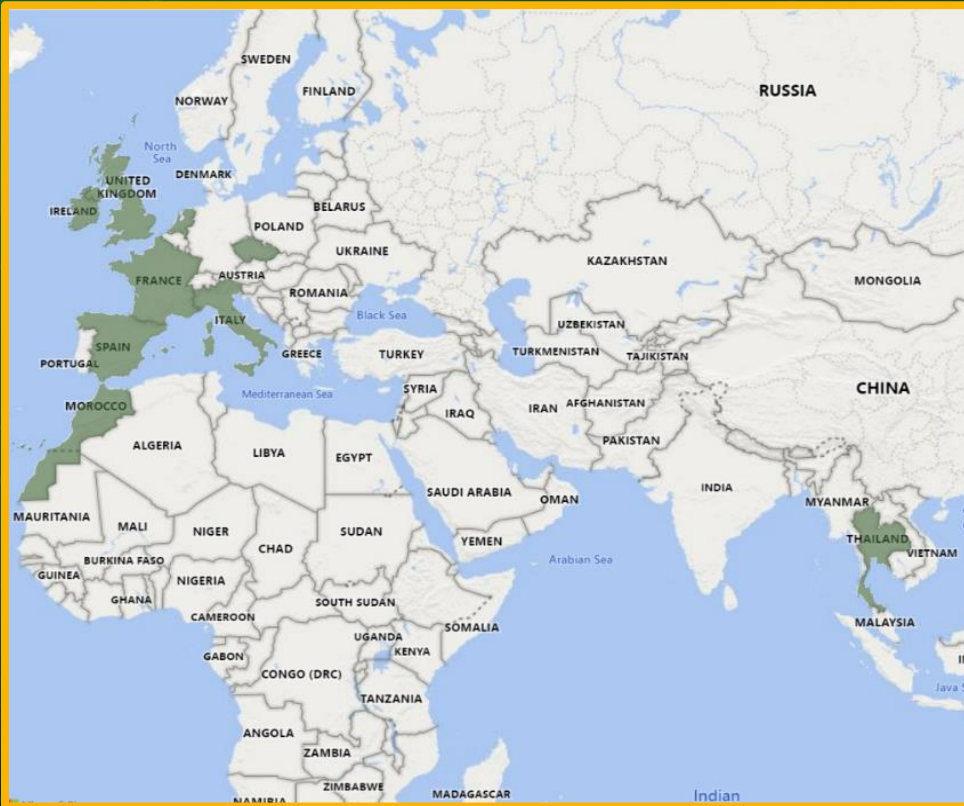 SWEDEN
FINLAND
NORWAY
RUSSIA
North
Sea
DENMARK
UNITED
KINGDOM
IRELAND
BELARUS
POLAND
UKRAINE
KAZAKHSTAN
FRANCE
AUSTRIA
MONGOLIA
ROMANIA
ITALY
Black Sea
UZBEKISTAN
SPAIN
GREECE
TURKEY
TURKMENISTAN
TAJIKISTAN
PORTUGAL
SYRIA
CHINA
Mediterranean Sea
MOROCCO
IRAQ
IRAN
AFGHANISTAN
PAKISTAN
ALGERIA
LIBYA
EGYPT
INDIA
SAUDI ARABIA
OMAN
MYANMAR
MAURITANIA
MALI
NIGER
SUDAN
YEMEN
THAILAND
VIETNAM
CHAD
BURKINA FASO
Arabian Sea
GUINEA
NIGERIA
GHANA
SOUTH SUDAN
CAMEROON
SOMALIA
MALAYSIA
UGANDA
KENYA
GABON
CONGO (DRC)
Java
TANZANIA
ANGOLA
ZAMBIA
ZIMBABWE
MADAGASCAR
Indian
NAMIBIA